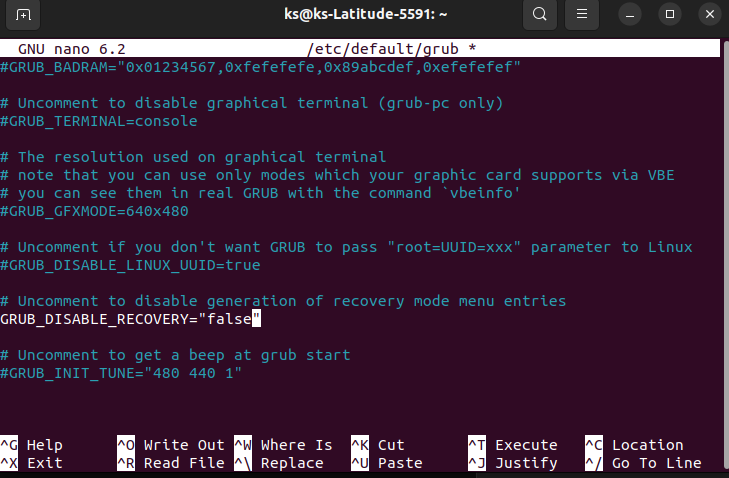 ks@ks-Latitude-5591: ~
GNU nano 6.2 /etc/default/grub *
#GRUB_BADRAM="0x01234567,0xfefefefe,0x89abcdef,0xefefefef"
# Uncomment to disable graphical terminal (grub-pc only)
#GRUB_TERMINAL=console
# The resolution used on graphical terminal
# note that you can use only modes which your graphic card supports via VBE
# you can see them in real GRUB with the command `vbeinfo'
#GRUB_GFXMODE=640x480
# Uncomment if you don't want GRUB to pass "root=UUID=xxx" parameter to Linux
#GRUB_DISABLE_LINUX_UUID=true
# Uncomment to disable generation of recovery mode menu entries
GRUB_DISABLE_RECOVERY="false"
# Uncomment to get a beep at grub start
#GRUB_INIT_TUNE="480 440 1"
^G Help ^O Write Out ^W Where Is ^K Cut ^T Execute ^C Location
^X Exit ^R Read File ^\ Replace ^U Paste ^J Justify ^/ Go To Line